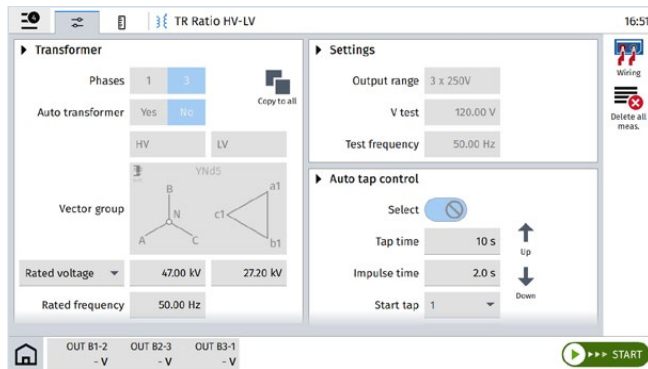 4
TR Ratio HV-LV
16:51
Transformer
Phases
1
3
Copy to all
Auto transformer
Yes
No
HV
LV
Vector group
YNd5
B
N
A
C
a1
c1
b1
Rated voltage
47.00 kV
27.20 kV
Rated frequency
50.00 Hz
Settings
Output range
3 x 250V
V test
120.00 V
Test frequency
50.00 Hz
Auto tap control
Select
Tap time
10 s
Up
Impulse time
2.0 s
Down
Start tap
1
Wiring
Delete all
meas.
OUT B1-2
OUT B2-3
OUT B3-1
- V
- V
- V
START